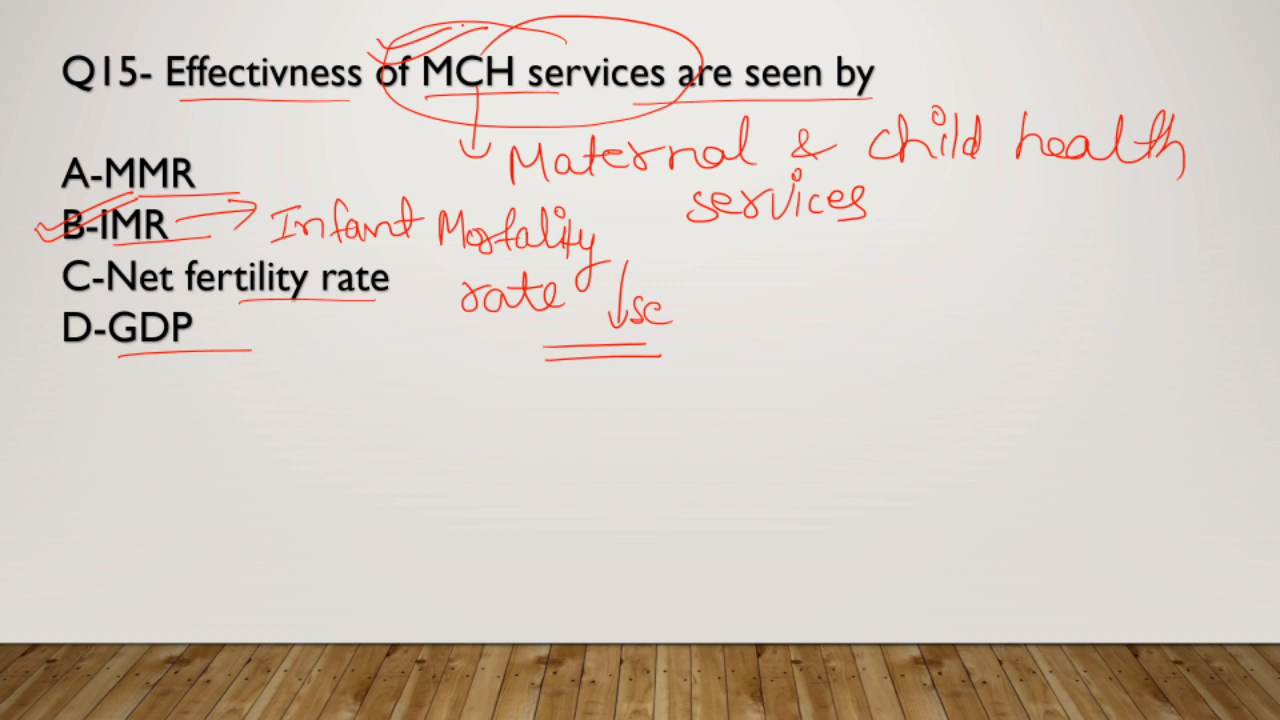 Q15- Effectivness of MCH services are seen by
Maternal & child health
services
A-MMR
B-IMR → Infant Mortality
rate ↓se
C-Net fertility rate
D-GDP